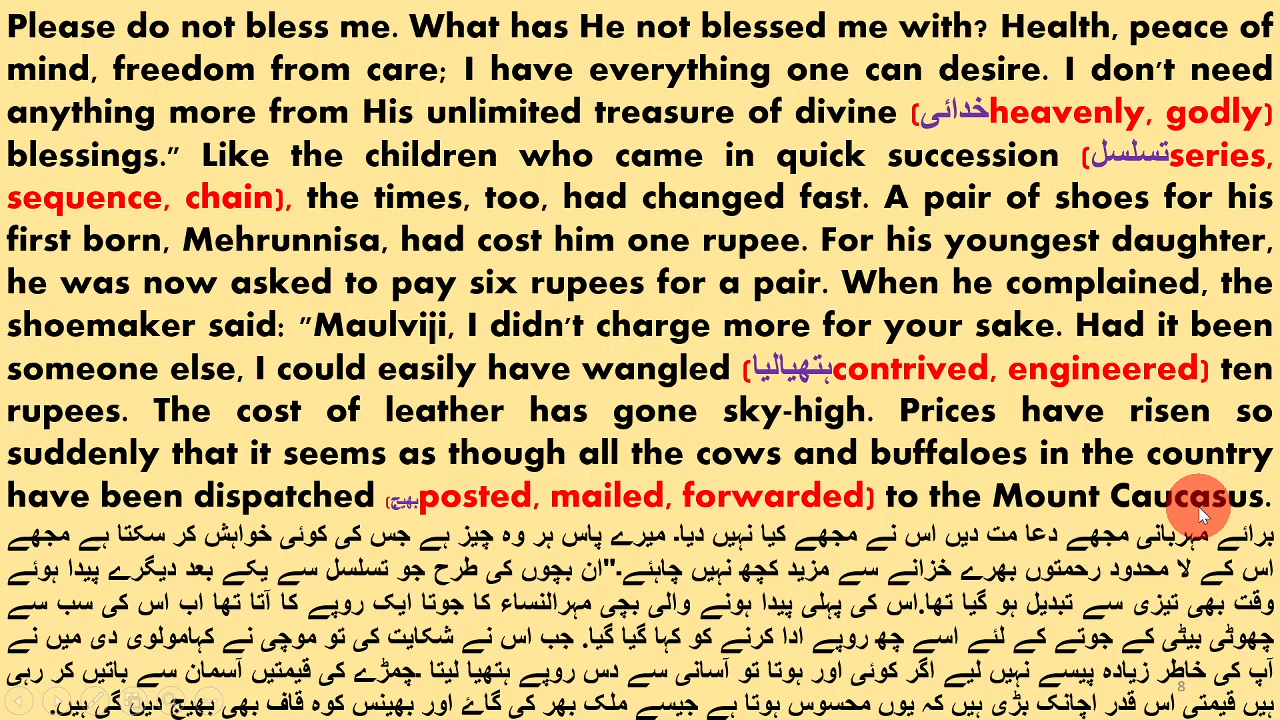 Please do not bless me. What has He not blessed me with? Health, peace of
mind, freedom from care; I have everything one can desire. I don't need
anything more from His unlimited treasure of divine (خدائی heavenly, godly)
blessings." Like the children who came in quick succession (تسلسل series,
sequence, chain), the times, too, had changed fast. A pair of shoes for his
first born, Mehrunnisa, had cost him one rupee. For his youngest daughter,
he was now asked to pay six rupees for a pair. When he complained, the
shoemaker said: "Maulviji, I didn't charge more for your sake. Had it been
someone else, I could easily have wangled (ہتھیالیا contrived, engineered) ten
rupees. The cost of leather has gone sky-high. Prices have risen so
suddenly that it seems as though all the cows and buffaloes in the country
have been dispatched (بھیج posted, mailed, forwarded) to the Mount Caucasus.
برائے مہربانی مجھے دعا مت دیں اس نے مجھے کیا نہیں دیا۔ میرے پاس ہر وہ چیز ہے جس کی کوئی خواہش کر سکتا ہے مجھے
اس کے لا محدود رحمتوں بھرے خزانے سے مزید کچھ نہیں چاہئے۔"ان بچوں کی طرح جو تسلسل سے یکے بعد دیگرے پیدا ہوئے
وقت بھی تیزی سے تبدیل ہو گیا تھا.اس کی پہلی پیدا ہونے والی بچی مہرالنساء کا جوتا ایک روپے کا آتا تھا اب اس کی سب سے
چھوٹی بیٹی کے جوتے کے لئے اسے چھ روپے ادا کرنے کو کہا گیا گیا. جب اس نے شکایت کی تو موچی نے کہامولوی دی میں نے
آپ کی خاطر زیادہ پیسے نہیں لیے اگر کوئی اور ہوتا تو آسانی سے دس روپے ہتھیا لیتا .چمڑے کی قیمتیں آسمان سے باتیں کر رہی
ہیں قیمتی اس قدر اچانک بڑی ہیں کہ یوں محسوس ہوتا ہے جیسے ملک بھر کی گاۓ اور بھینس کوہ قاف بھی بھیج دیں گی ہیں.
8